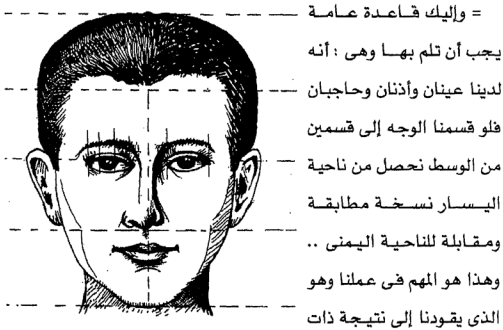 = وإليك قاعدة عامة
يجب أن تلم بها وهى : أنه
لدينا عينان وأذنان وحاجبان
فلو قسمنا الوجه إلى قسمين
من الوسط نحصل من ناحية
اليسار نسخة مطابقة
ومقابلة للناحية اليمنى ..
وهذا هو المهم فى عملنا وهو
الذى يقودنا إلى نتيجة ذات